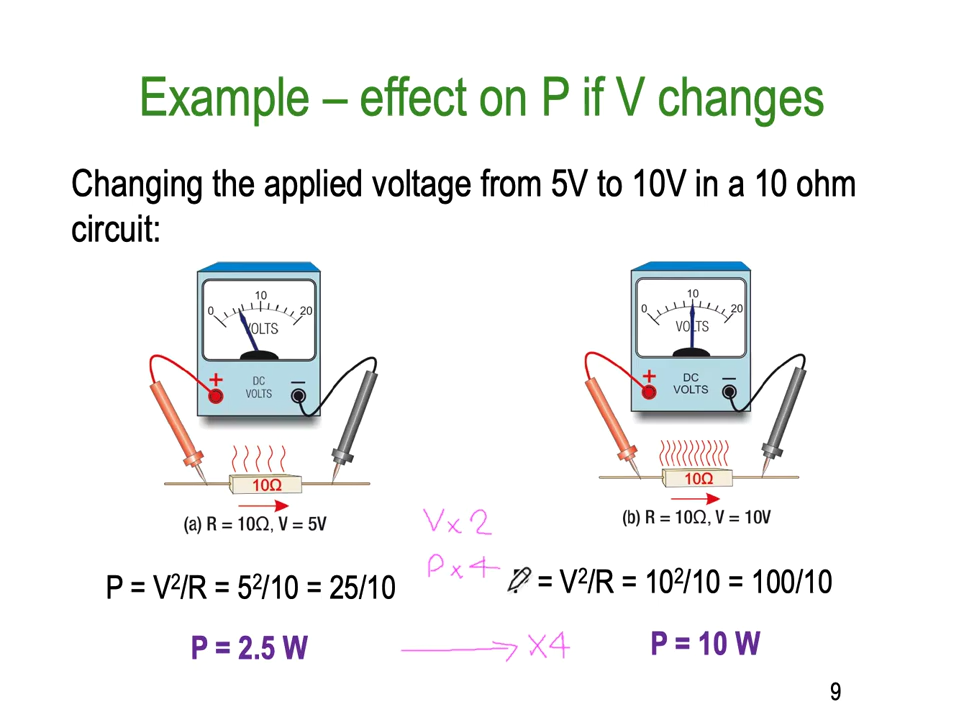 Example – effect on P if V changes
Changing the applied voltage from 5V to 10V in a 10 ohm
circuit:
0 10 20
VOLTS
+ DC –
VOLTS
10Ω
(a) R = 10Ω, V = 5V
0 10 20
VOLTS
+ DC –
VOLTS
10Ω
(b) R = 10Ω, V = 10V
V x 2
P x 4
P = V²/R = 5²/10 = 25/10
= V²/R = 10²/10 = 100/10
P = 2.5 W
x4
P = 10 W
9